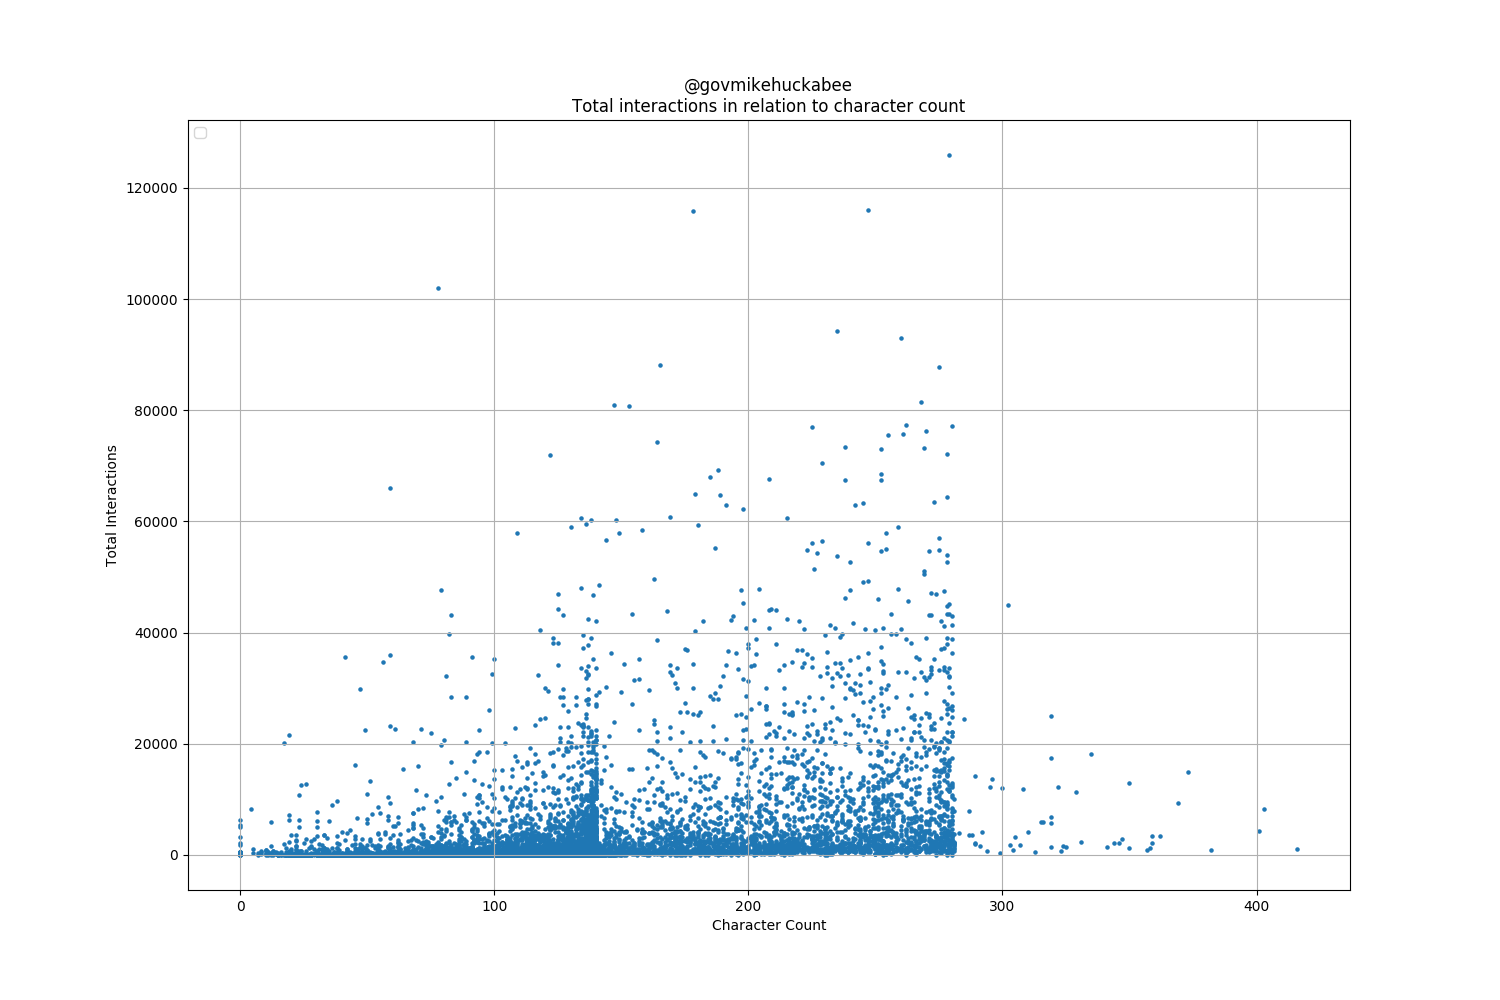 @govmikehuckabee
Total interactions in relation to character count
120000
100000
80000
60000
40000
20000
0
Total Interactions
0 100 200 300 400
Character Count